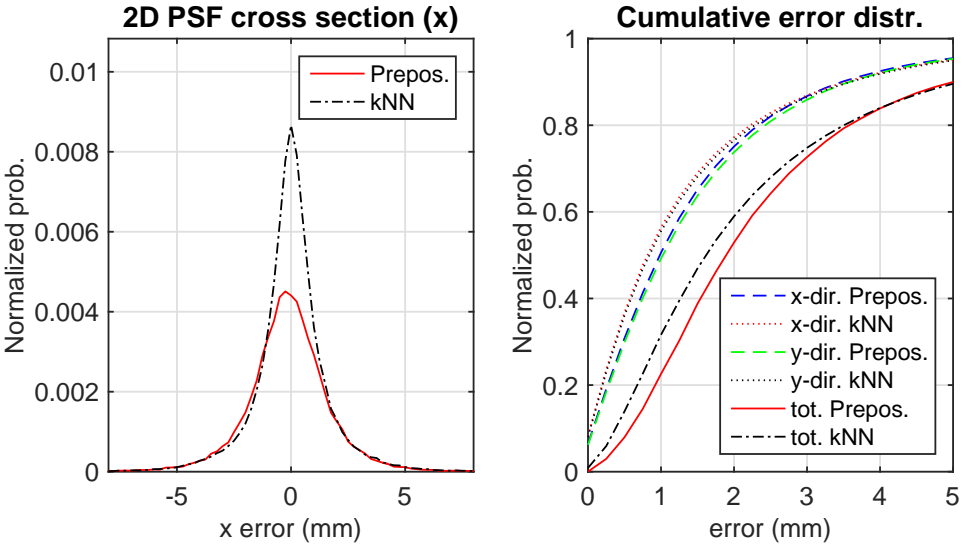 2D PSF cross section (x)
Normalized prob.
0.01
0.008
0.006
0.004
0.002
0
-5
0
5
x error (mm)
Prepos.
kNN
Cumulative error distr.
Normalized prob.
1
0.8
0.6
0.4
0.2
0
0
1
2
3
4
5
error (mm)
x-dir. Prepos.
x-dir. kNN
y-dir. Prepos.
y-dir. kNN
tot. Prepos.
tot. kNN